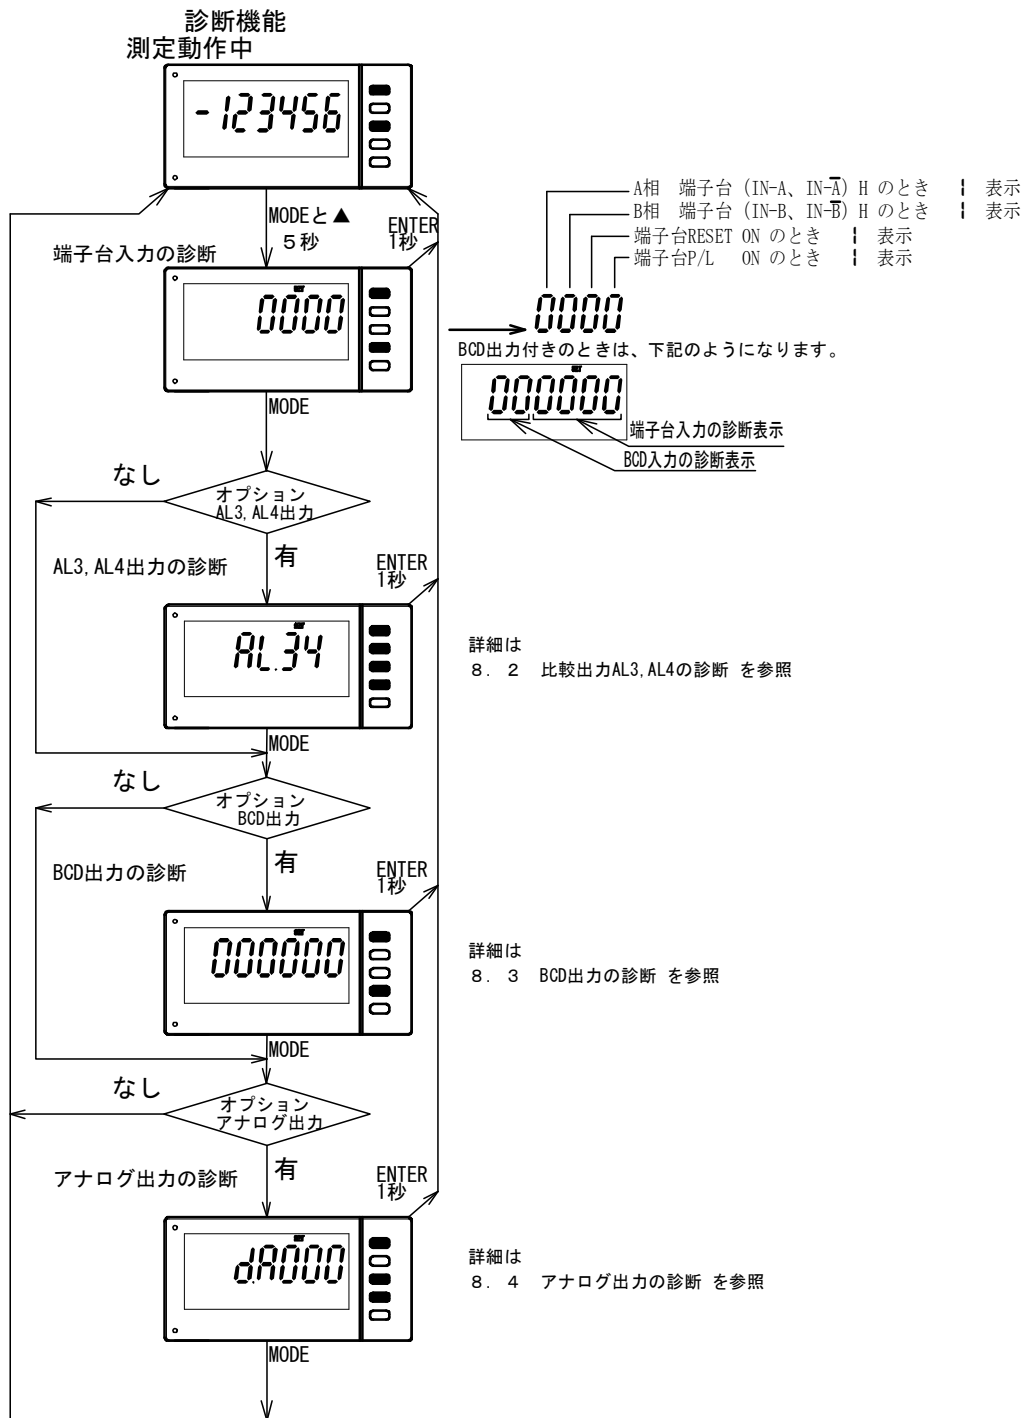 診断機能
測定動作中
-123456
MODEと▲
5秒
ENTER
1秒
端子台入力の診断
0000
MODE
A相 端子台 (IN-A、IN-A̅) H のとき ¦ 表示
B相 端子台 (IN-B、IN-B̅) H のとき ¦ 表示
端子台RESET ON のとき ¦ 表示
端子台P/L ON のとき ¦ 表示
0000
BCD出力付きのときは、下記のようになります。
000000
端子台入力の診断表示
BCD入力の診断表示
なし
オプション
AL3,AL4出力
有
AL3,AL4出力の診断
ENTER
1秒
AL.34
詳細は
8.2 比較出力AL3,AL4の診断 を参照
MODE
なし
オプション
BCD出力
有
BCD出力の診断
ENTER
1秒
000000
詳細は
8.3 BCD出力の診断 を参照
MODE
なし
オプション
アナログ出力
有
アナログ出力の診断
ENTER
1秒
d.A000
詳細は
8.4 アナログ出力の診断 を参照
MODE